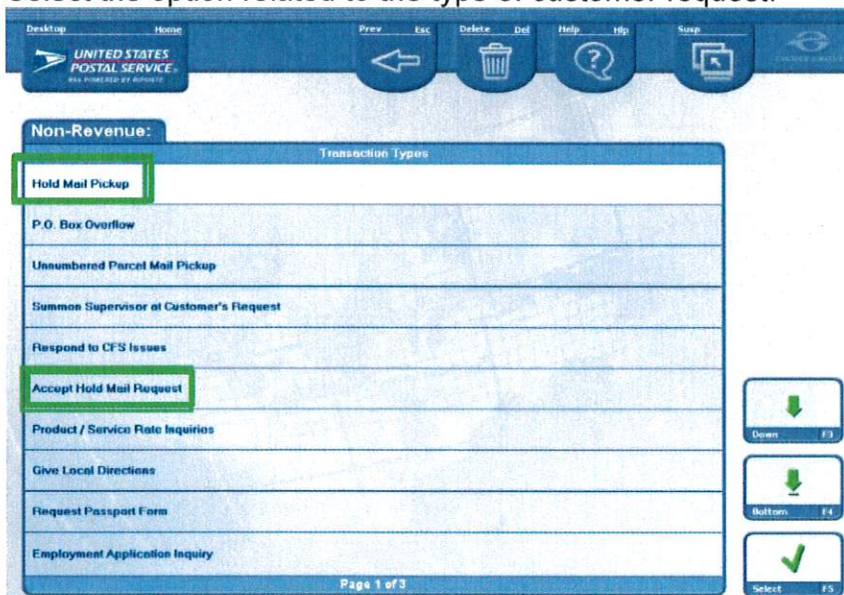 Select the option related to the type of customer request.
Desktop Home
Prev Esc
Delete Del
Help Hlp
Susp
UNITED STATES
POSTAL SERVICE
Non-Revenue:
Transaction Types
Hold Mail Pickup
P.O. Box Overflow
Unnumbered Parcel Mail Pickup
Summon Supervisor at Customer's Request
Respond to CFS Issues
Accept Hold Mail Request
Product / Service Rate Inquiries
Give Local Directions
Request Passport Form
Employment Application Inquiry
Page 1 of 3
Down F3
Bottom F4
Select F5